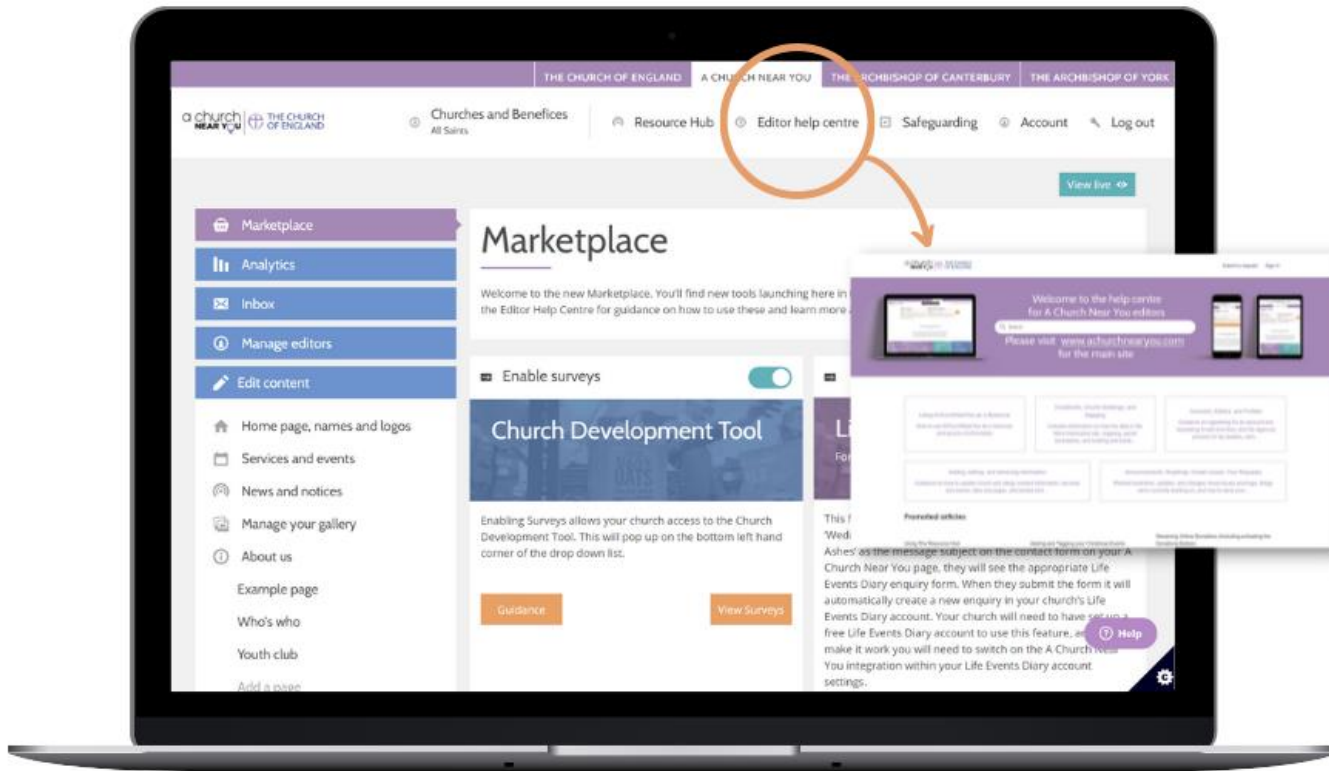 THE CHURCH OF ENGLAND
A CHURCH NEAR YOU
THE ARCHBISHOP OF CANTERBURY
THE ARCHBISHOP OF YORK
a church
NEAR YOU
THE CHURCH
OF ENGLAND
Churches and Benefices
All Saints
Resource Hub
Editor help centre
Safeguarding
Account
Log out
View live
Marketplace
Analytics
Inbox
Manage editors
Edit content
Home page, names and logos
Services and events
News and notices
Manage your gallery
About us
Example page
Who's who
Youth club
Add a page
Marketplace
Welcome to the new Marketplace. You'll find new tools launching here in
the Editor Help Centre for guidance on how to use these and learn more
Enable surveys
Church Development Tool
Enabling Surveys allows your church access to the Church
Development Tool. This will pop up on the bottom left hand
corner of the drop down list.
Guidance
View Surveys
Li
For
This
'Wedi
Ashes' as the message subject on the contact form on your A
Church Near You page, they will see the appropriate Life
Events Diary enquiry form. When they submit the form it will
automatically create a new enquiry in your church's Life
Events Diary account. Your church will need to have set up a
free Life Events Diary account to use this feature,
make it work you will need to switch on the A Church Near
You integration within your Life Events Diary account
settings.
Help
Welcome to the help centre
for A Church Near You editors
Search
Please visit www.achurchnearyou.com
for the main site
Promoted articles